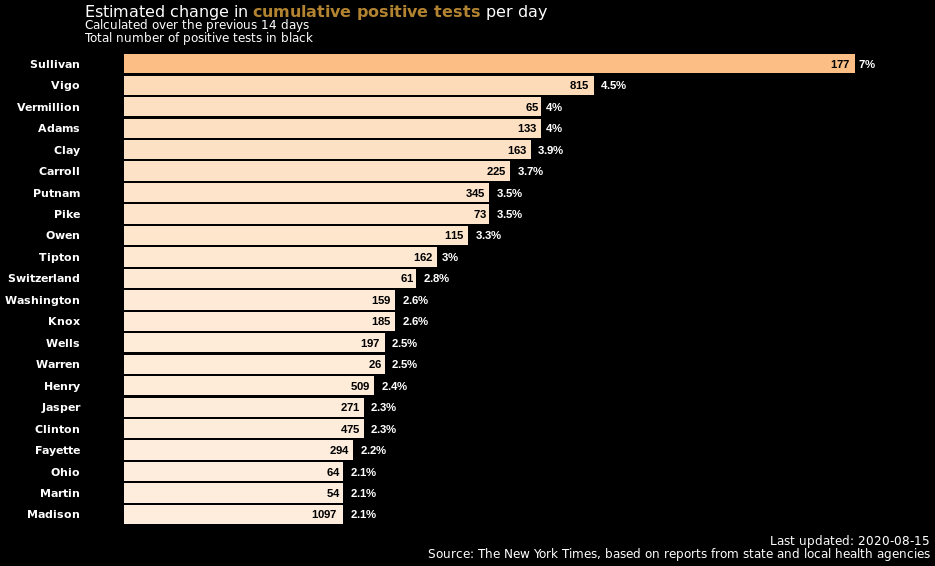 Estimated change in cumulative positive tests per day
Calculated over the previous 14 days
Total number of positive tests in black
Sullivan 177 7%
Vigo 815 4.5%
Vermillion 65 4%
Adams 133 4%
Clay 163 3.9%
Carroll 225 3.7%
Putnam 345 3.5%
Pike 73 3.5%
Owen 115 3.3%
Tipton 162 3%
Switzerland 61 2.8%
Washington 159 2.6%
Knox 185 2.6%
Wells 197 2.5%
Warren 26 2.5%
Henry 509 2.4%
Jasper 271 2.3%
Clinton 475 2.3%
Fayette 294 2.2%
Ohio 64 2.1%
Martin 54 2.1%
Madison 1097 2.1%
Last updated: 2020-08-15
Source: The New York Times, based on reports from state and local health agencies